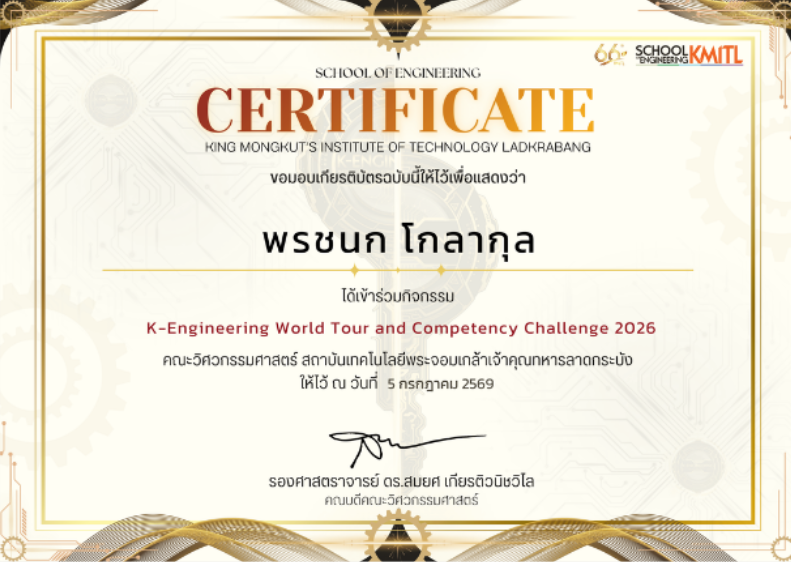 66
SCHOOL OF ENGINEERING KMITL
SCHOOL OF ENGINEERING
CERTIFICATE
KING MONGKUT'S INSTITUTE OF TECHNOLOGY LADKRABANG
K-ENGIN
ขอมอบเกียรติบัตรฉบับนี้ให้ไว้เพื่อแสดงว่า
พรชนก โกลากุล
ได้เข้าร่วมกิจกรรม
K-Engineering World Tour and Competency Challenge 2026
คณะวิศวกรรมศาสตร์ สถาบันเทคโนโลยีพระจอมเกล้าเจ้าคุณทหารลาดกระบัง
ให้ไว้ ณ วันที่ 5 กรกฎาคม 2569
รองศาสตราจารย์ ดร.สมยศ เกียรติวนิชวิไล
คณบดีคณะวิศวกรรมศาสตร์